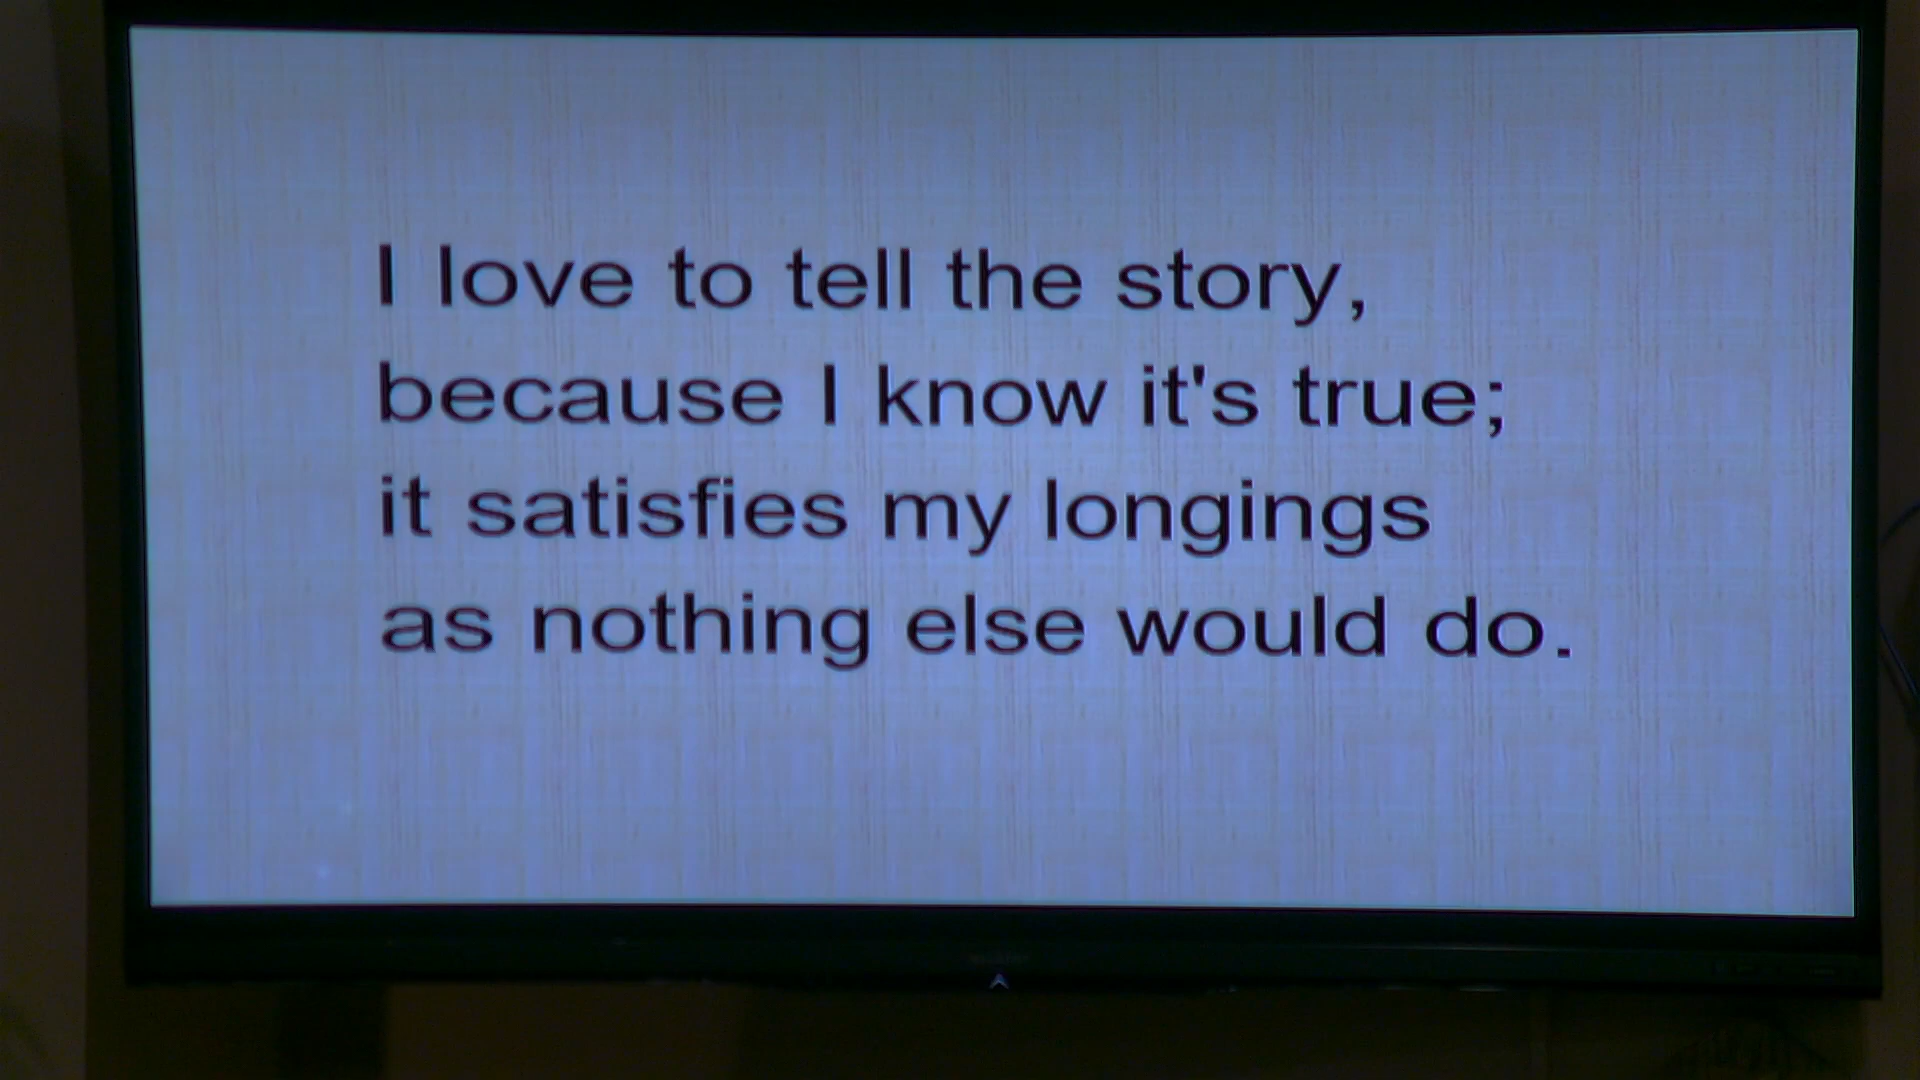 I love to tell the story,
because I know it's true;
it satisfies my longings
as nothing else would do.